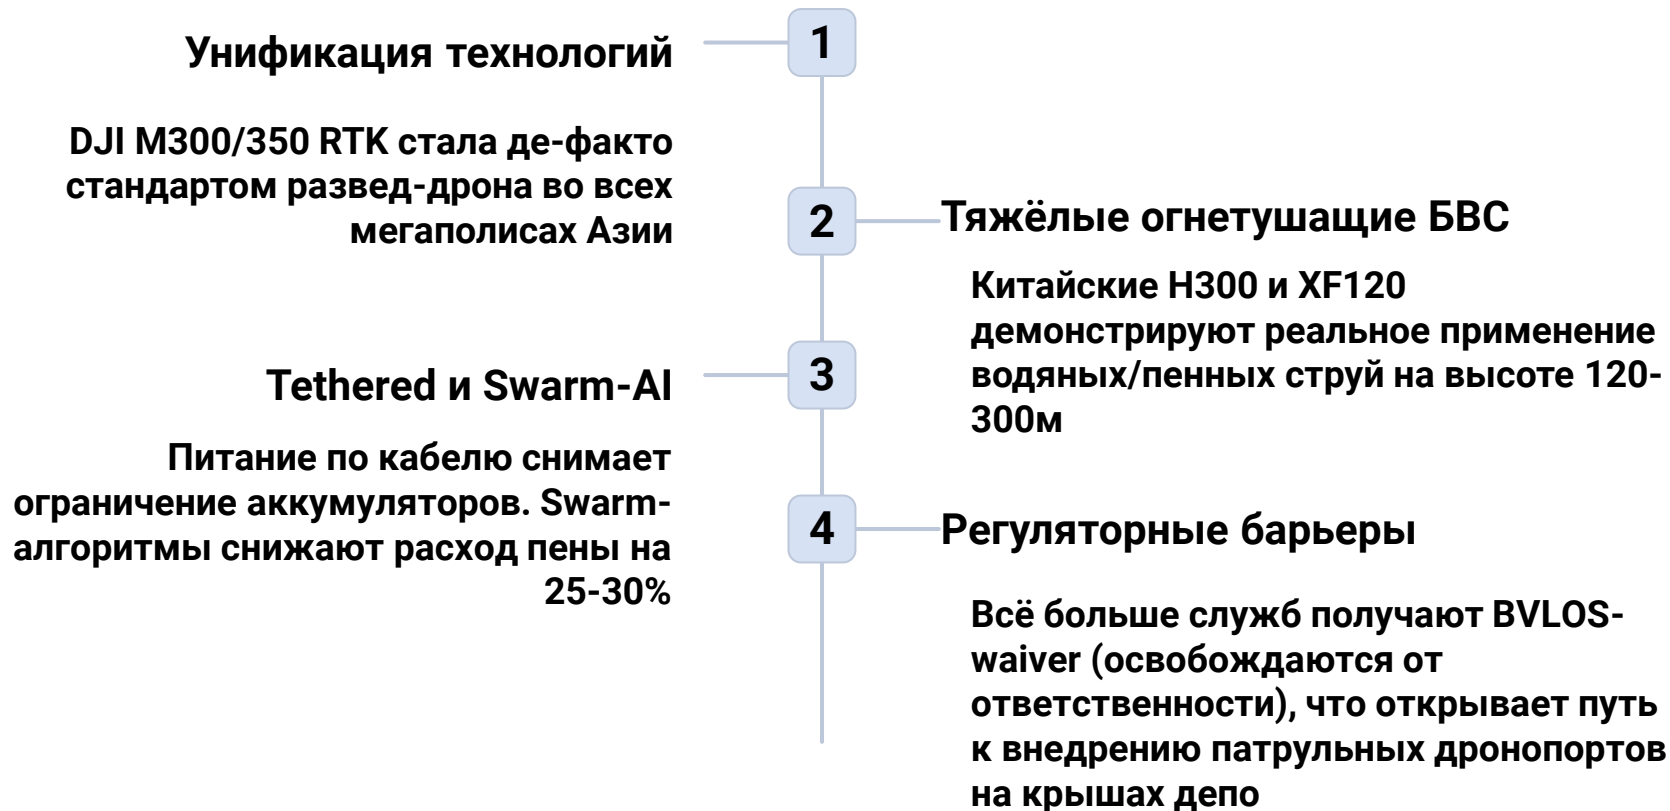 1
Унификация технологий
DJI M300/350 RTK стала де-факто
стандартом развед-дрона во всех
мегаполисах Азии
2
Тяжёлые огнетушащие БВС
Китайские H300 и XF120
демонстрируют реальное применение
водяных/пенных струй на высоте 120-
300м
3
Tethered и Swarm-AI
Питание по кабелю снимает
ограничение аккумуляторов. Swarm-
алгоритмы снижают расход пены на
25-30%
4
Регуляторные барьеры
Всё больше служб получают BVLOS-
waiver (освобождаются от
ответственности), что открывает путь
к внедрению патрульных дронопортов
на крышах депо